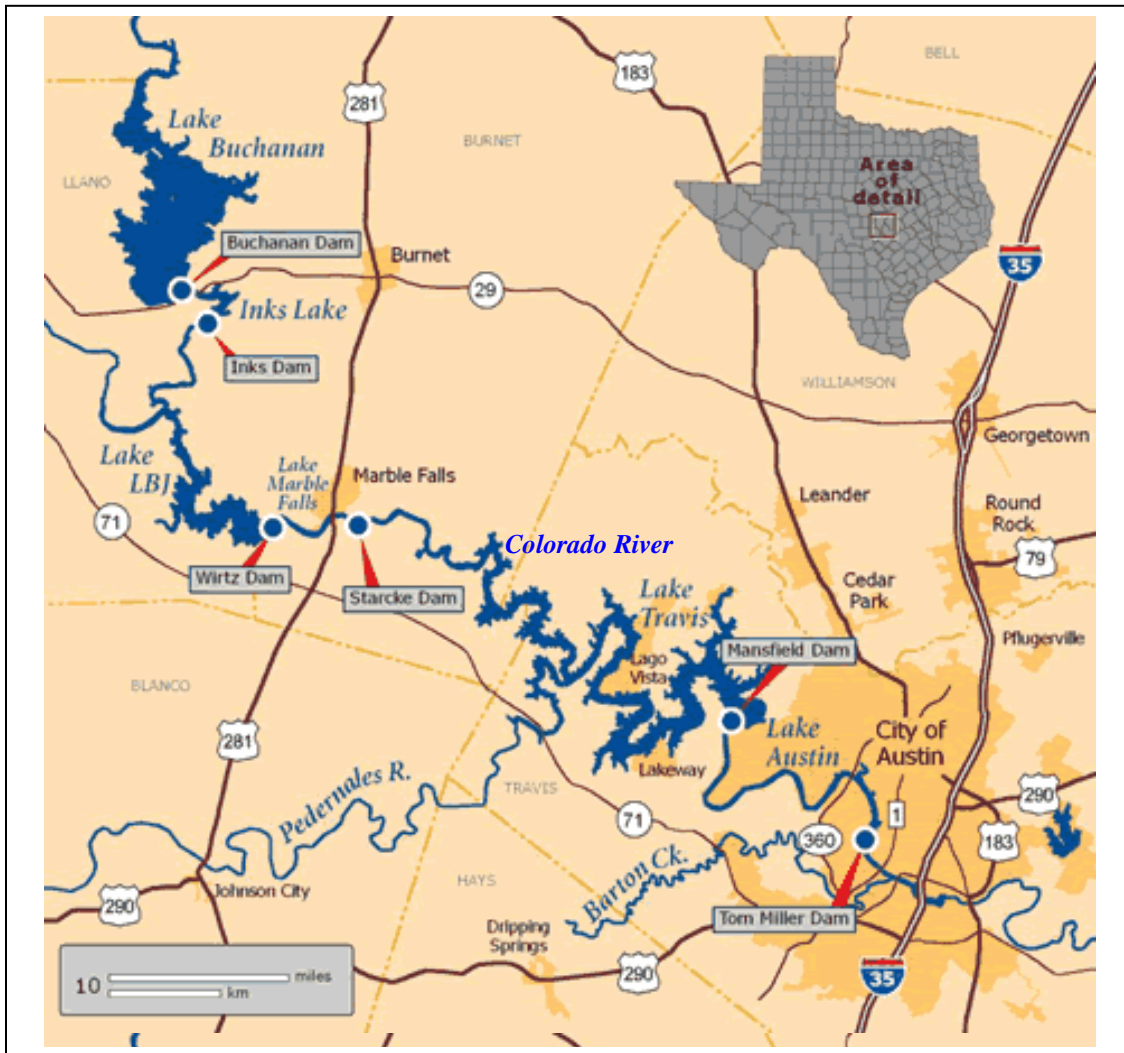 BELL
183
281
Lake
Buchanan
BURNET
LLANO
Area
of
detail
Buchanan Dam
Burnet
35
29
Inks Lake
Inks Dam
WILLIAMSON
Georgetown
Lake
LBJ
Lake
Marble
Falls
Marble Falls
Leander
Round
Rock
71
79
Colorado River
Wirtz Dam
Starcke Dam
Cedar
Park
Lake
Travis
Pflugerville
Mansfield Dam
Lago
Vista
BLANCO
281
Lake
Austin
City of
Austin
Lakeway
TRAVIS
Pedernales R.
290
71
1
360
183
Barton Ck.
HAYS
Johnson City
290
Tom Miller Dam
Dripping
Springs
290
35
10
miles
km